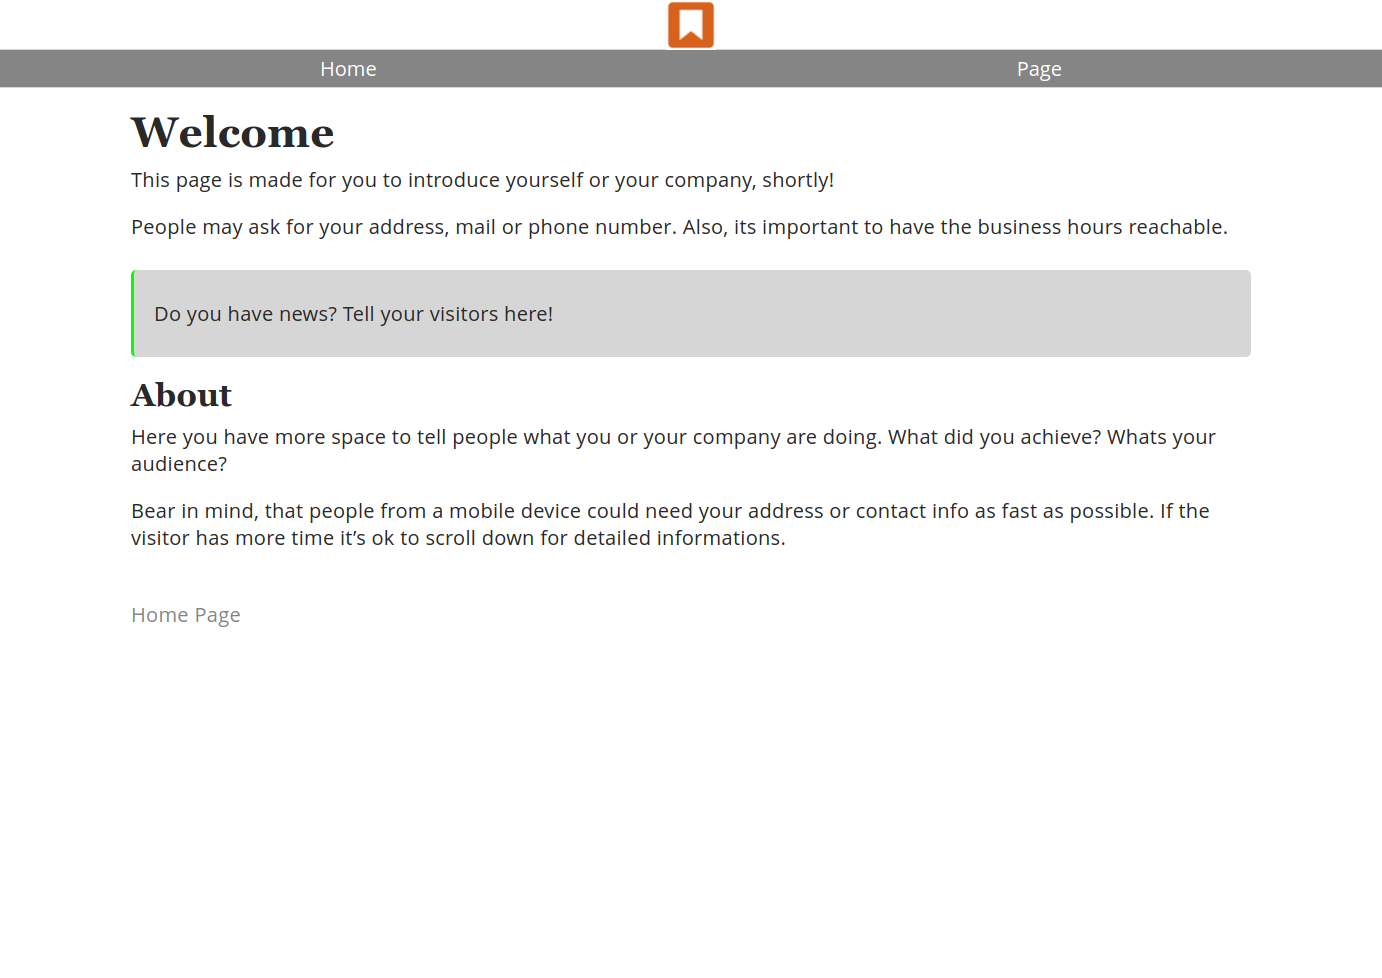 Home Page
Welcome
This page is made for you to introduce yourself or your company, shortly!
People may ask for your address, mail or phone number. Also, its important to have the business hours reachable.
Do you have news? Tell your visitors here!
About
Here you have more space to tell people what you or your company are doing. What did you achieve? Whats your
audience?
Bear in mind, that people from a mobile device could need your address or contact info as fast as possible. If the
visitor has more time it’s ok to scroll down for detailed informations.
Home Page